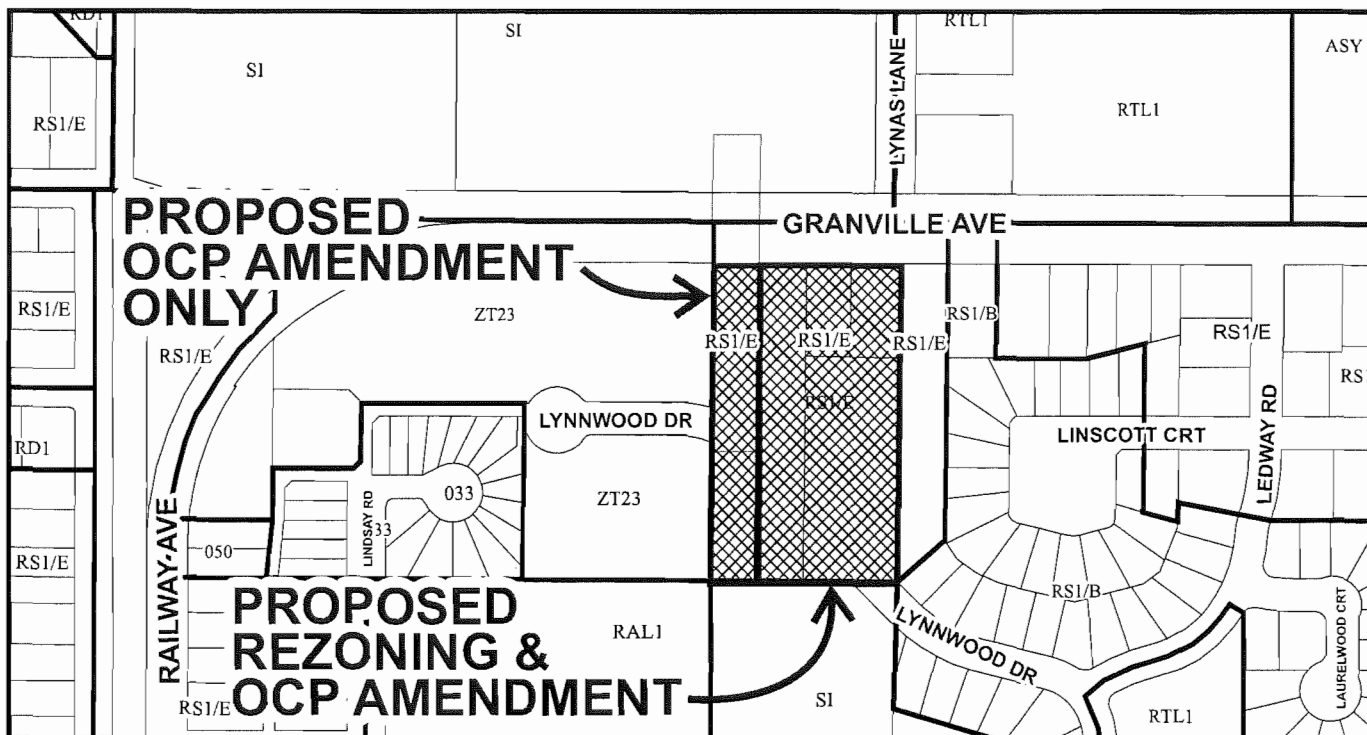 RD1
SI
SI
RTL1
ASY
RS1/E
LYNAS LANE
RTL1
PROPOSED
OCP AMENDMENT
ONLY
GRANVILLE AVE
RS1/E
RS1/E
ZT23
RS1/E
RS1/E
RS1/E
RS1/B
RS1/E
RS1/E
LYNNWOOD DR
LINSCOTT CRT
LEDWAY RD
RD1
033
ZT23
LINDSAY RD
33
RAILWAY AVE
050
RS1/E
RS1/B
PROPOSED
REZONING &
OCP AMENDMENT
RAL1
LYNNWOOD DR
LAURELWOOD CRT
RS1/E
SI
RTL1